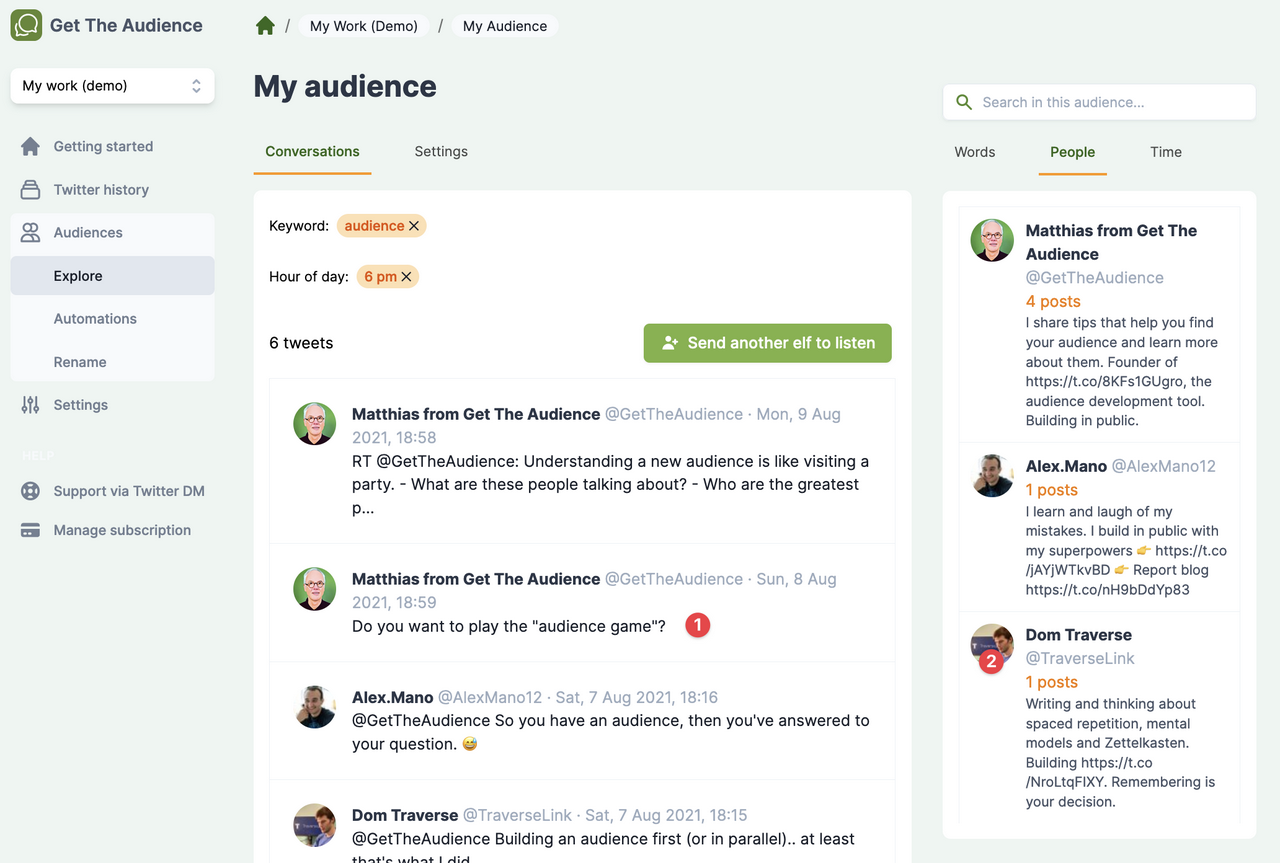 Get The Audience
/ My Work (Demo) / My Audience
My work (demo)
Getting started
Twitter history
Audiences
Explore
Automations
Rename
Settings
HELP
Support via Twitter DM
Manage subscription
My audience
Conversations
Settings
Keyword: audience
Hour of day: 6 pm
6 tweets
Send another elf to listen
Matthias from Get The Audience @GetTheAudience · Mon, 9 Aug
2021, 18:58
RT @GetTheAudience: Understanding a new audience is like visiting a
party. - What are these people talking about? - Who are the greatest
p...
Matthias from Get The Audience @GetTheAudience · Sun, 8 Aug
2021, 18:59
Do you want to play the "audience game"?
1
Alex.Mano @AlexMano12 · Sat, 7 Aug 2021, 18:16
@GetTheAudience So you have an audience, then you've answered to
your question. 😅
Dom Traverse @TraverseLink · Sat, 7 Aug 2021, 18:15
@GetTheAudience Building an audience first (or in parallel).. at least
that's what I did
Search in this audience...
Words
People
Time
Matthias from Get The
Audience
@GetTheAudience
4 posts
I share tips that help you find
your audience and learn more
about them. Founder of
https://t.co/8KFs1GUgro, the
audience development tool.
Building in public.
Alex.Mano @AlexMano12
1 posts
I learn and laugh of my
mistakes. I build in public with
my superpowers 👉 https://t.co
/jAYjWTkvBD 👉 Report blog
https://t.co/nH9bDdYp83
2
Dom Traverse
@TraverseLink
1 posts
Writing and thinking about
spaced repetition, mental
models and Zettelkasten.
Building https://t.co
/NroLtqFIXY. Remembering is
your decision.